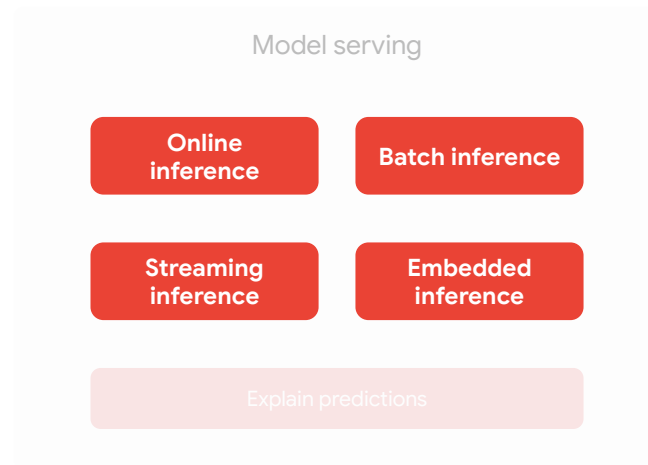 Model serving
Online
inference
Batch inference
Streaming
inference
Embedded
inference
Explain predictions